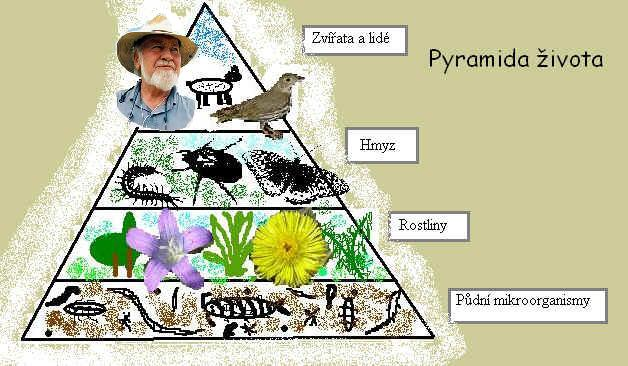 Zvířata a lidé
Pyramida života
Hmyz
Rostliny
Půdní mikroorganismy